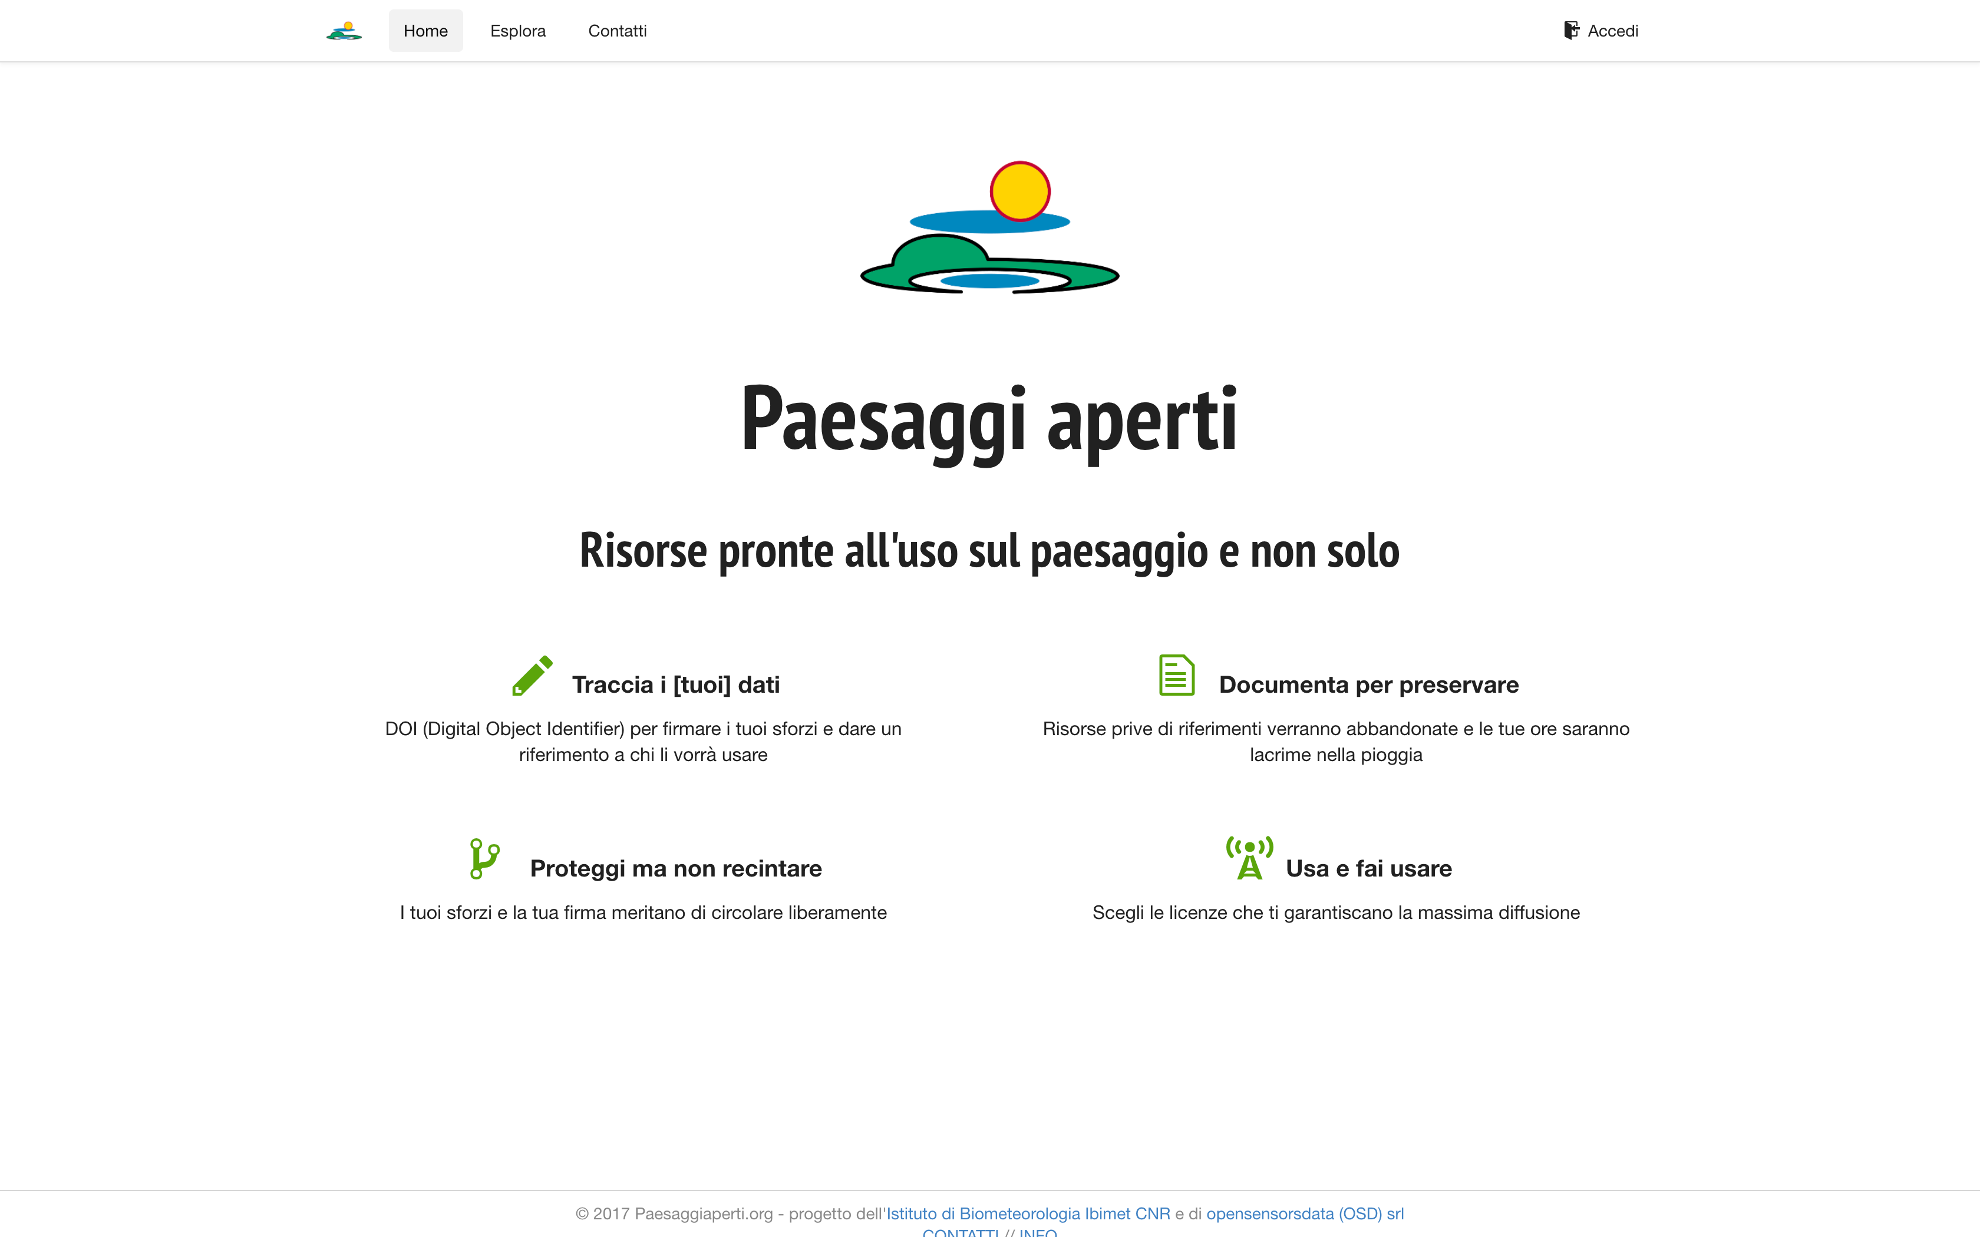 Home Esplora Contatti Accedi
Paesaggi aperti
Risorse pronte all'uso sul paesaggio e non solo
Traccia i [tuoi] dati
DOI (Digital Object Identifier) per firmare i tuoi sforzi e dare un
riferimento a chi li vorrà usare
Documenta per preservare
Risorse prive di riferimenti verranno abbandonate e le tue ore saranno
lacrime nella pioggia
Proteggi ma non recintare
I tuoi sforzi e la tua firma meritano di circolare liberamente
Usa e fai usare
Scegli le licenze che ti garantiscano la massima diffusione
© 2017 Paesaggiaperti.org - progetto dell'Istituto di Biometeorologia Ibimet CNR e di opensensorsdata (OSD) srl
CONTATTI // INFO